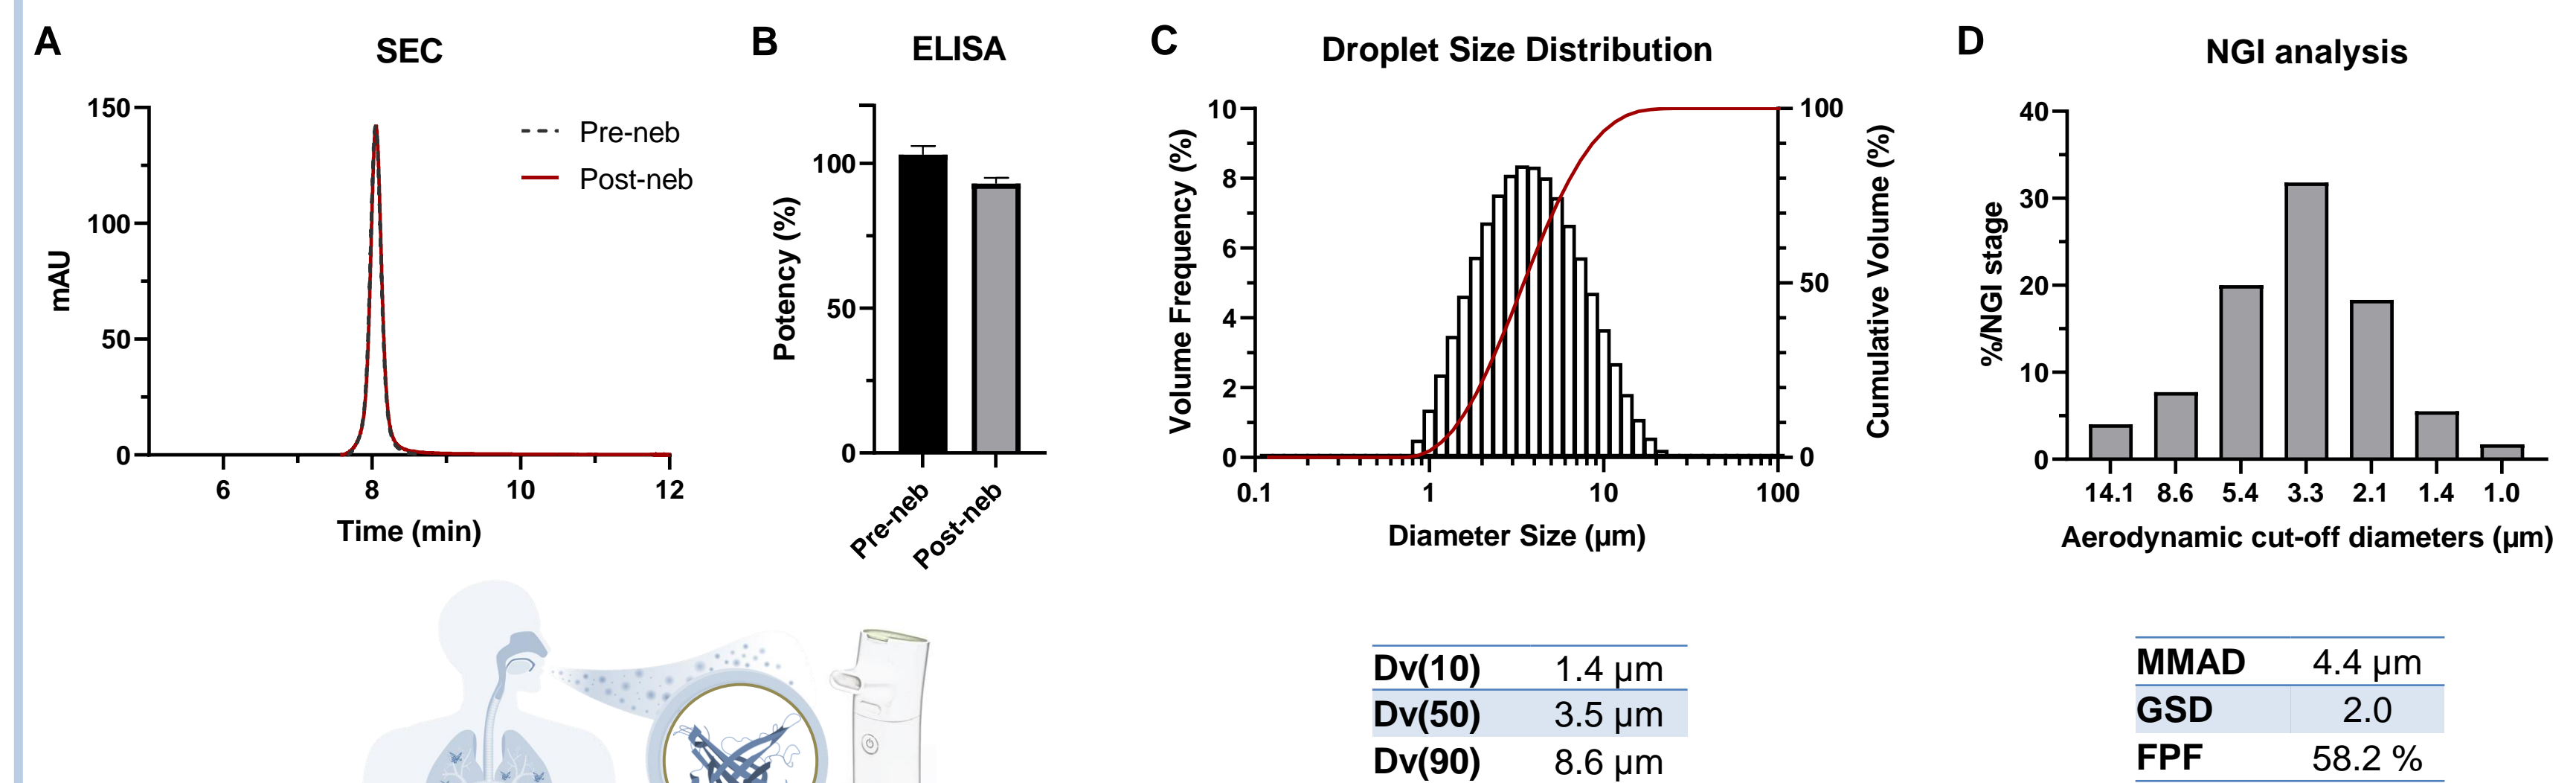 A
SEC
150
100
50
0
mAU
6 8 10 12
Time (min)
Pre-neb
Post-neb
B
ELISA
100
50
0
Potency (%)
Pre-neb
Post-neb
C
Droplet Size Distribution
10
8
6
4
2
0
Volume Frequency (%)
100
50
0
Cumulative Volume (%)
0.1 1 10 100
Diameter Size (µm)
Dv(10) 1.4 µm
Dv(50) 3.5 µm
Dv(90) 8.6 µm
D
NGI analysis
40
30
20
10
0
%/NGI stage
14.1 8.6 5.4 3.3 2.1 1.4 1.0
Aerodynamic cut-off diameters (µm)
MMAD 4.4 µm
GSD 2.0
FPF 58.2 %